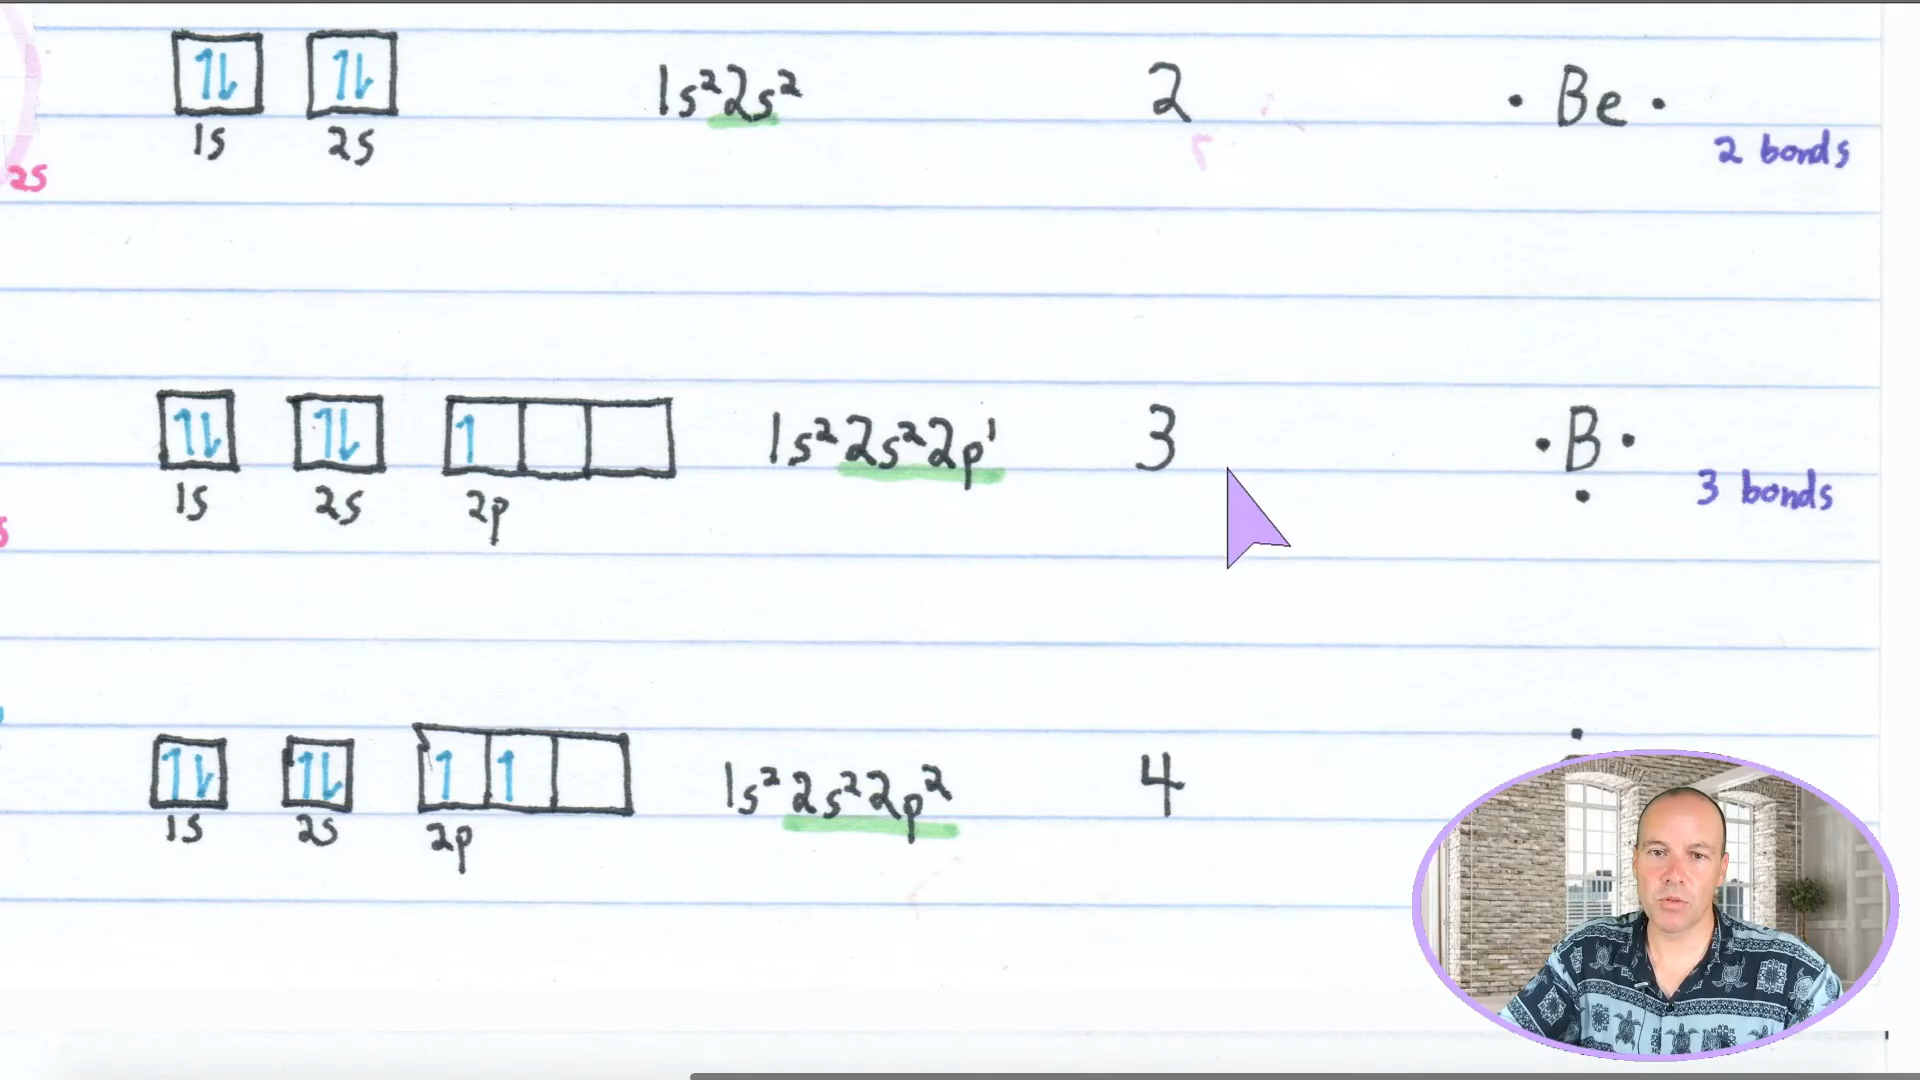 1s²2s² 2 · Be ·
1s 2s 2 bonds
2s
1s²2s²2p¹ 3 · B ·
1s 2s 2p 3 bonds
1s²2s²2p² 4
1s 2s 2p